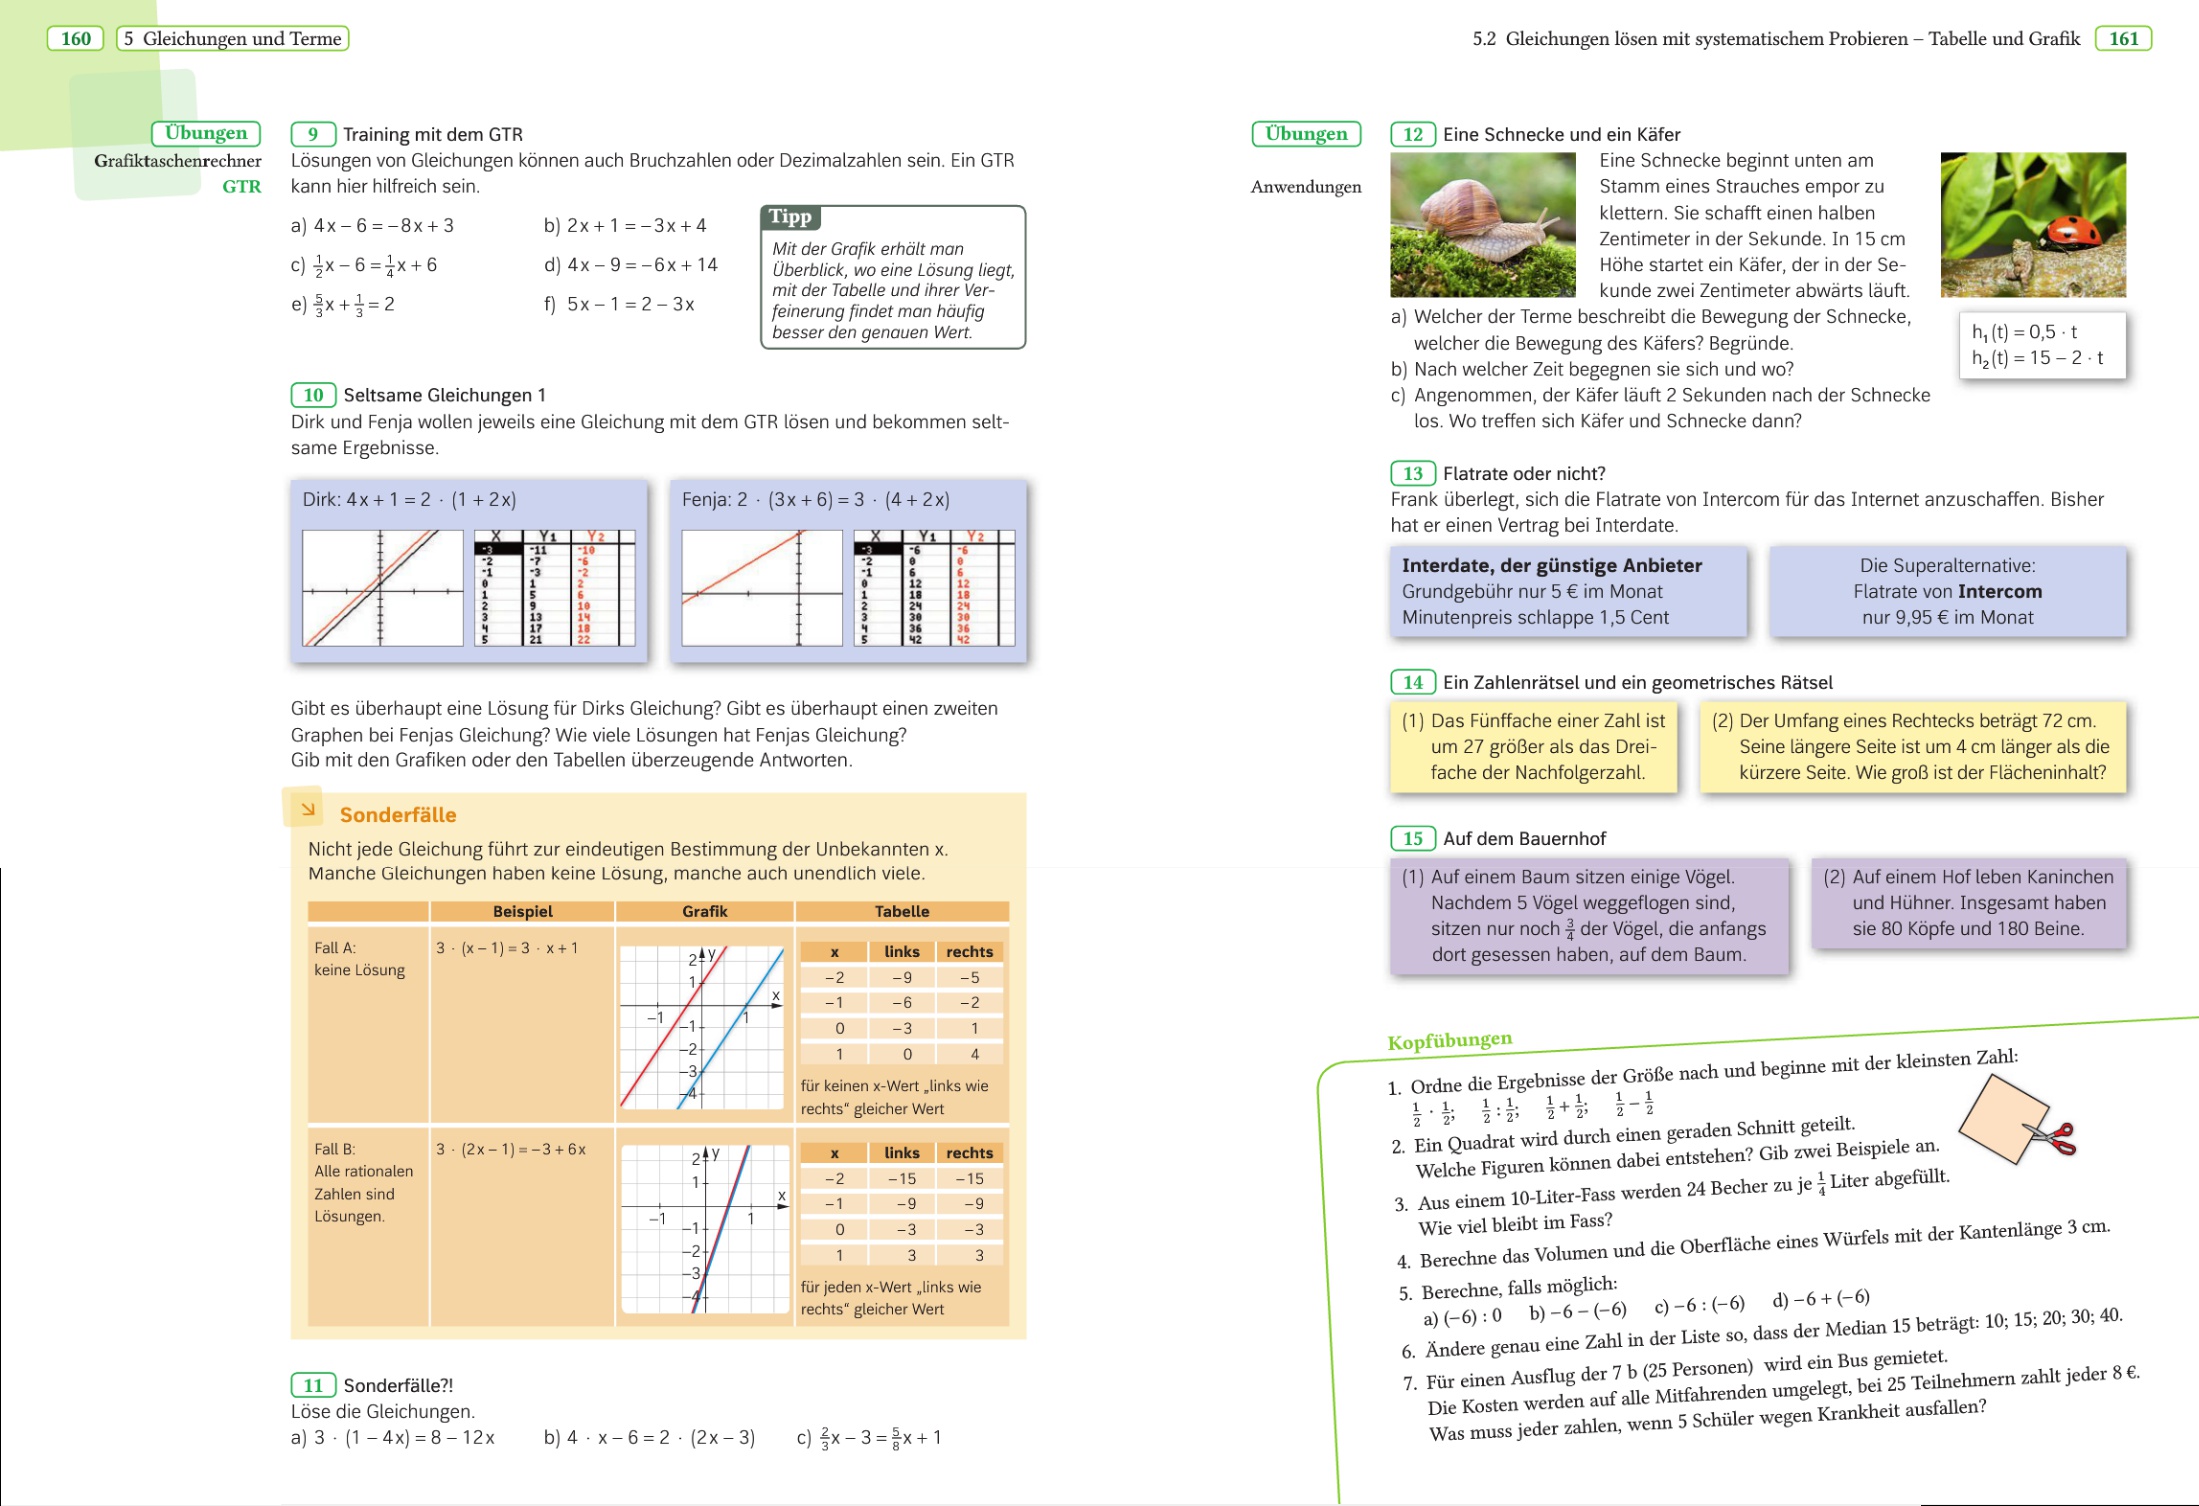 160 5 Gleichungen und Terme
Übungen
Grafiktaschenrechner
GTR
9 Training mit dem GTR
Lösungen von Gleichungen können auch Bruchzahlen oder Dezimalzahlen sein. Ein GTR
kann hier hilfreich sein.
a) 4x – 6 = –8x + 3 b) 2x + 1 = –3x + 4
c) 1/2 x – 6 = 1/4 x + 6 d) 4x – 9 = –6x + 14
e) 5/3 x + 1/3 = 2 f) 5x – 1 = 2 – 3x
Tipp
Mit der Grafik erhält man
Überblick, wo eine Lösung liegt,
mit der Tabelle und ihrer Ver-
feinerung findet man häufig
besser den genauen Wert.
10 Seltsame Gleichungen 1
Dirk und Fenja wollen jeweils eine Gleichung mit dem GTR lösen und bekommen selt-
same Ergebnisse.
Dirk: 4x + 1 = 2 · (1 + 2x)
X Y1 Y2
-3 -11 -10
-2 -7 -6
-1 -3 -2
0 1 2
1 5 6
2 9 10
3 13 14
4 17 18
5 21 22
Fenja: 2 · (3x + 6) = 3 · (4 + 2x)
X Y1 Y2
-3 -6 -6
-2 0 0
-1 6 6
0 12 12
1 18 18
2 24 24
3 30 30
4 36 36
5 42 42
Gibt es überhaupt eine Lösung für Dirks Gleichung? Gibt es überhaupt einen zweiten
Graphen bei Fenjas Gleichung? Wie viele Lösungen hat Fenjas Gleichung?
Gib mit den Grafiken oder den Tabellen überzeugende Antworten.
Sonderfälle
Nicht jede Gleichung führt zur eindeutigen Bestimmung der Unbekannten x.
Manche Gleichungen haben keine Lösung, manche auch unendlich viele.
Beispiel Grafik Tabelle
Fall A:
keine Lösung
3 · (x – 1) = 3 · x + 1
2 y
1
x
–1 1
–1
–2
–3
–4
x links rechts
–2 –9 –5
–1 –6 –2
0 –3 1
1 0 4
für keinen x-Wert „links wie
rechts“ gleicher Wert
Fall B:
Alle rationalen
Zahlen sind
Lösungen.
3 · (2x – 1) = –3 + 6x
2 y
1
x
–1 1
–1
–2
–3
–4
x links rechts
–2 –15 –15
–1 –9 –9
0 –3 –3
1 3 3
für jeden x-Wert „links wie
rechts“ gleicher Wert
11 Sonderfälle?!
Löse die Gleichungen.
a) 3 · (1 – 4x) = 8 – 12x b) 4 · x – 6 = 2 · (2x – 3) c) 2/3 x – 3 = 5/8 x + 1
5.2 Gleichungen lösen mit systematischem Probieren – Tabelle und Grafik 161
Übungen
Anwendungen
12 Eine Schnecke und ein Käfer
Eine Schnecke beginnt unten am
Stamm eines Strauches empor zu
klettern. Sie schafft einen halben
Zentimeter in der Sekunde. In 15 cm
Höhe startet ein Käfer, der in der Se-
kunde zwei Zentimeter abwärts läuft.
a) Welcher der Terme beschreibt die Bewegung der Schnecke,
welcher die Bewegung des Käfers? Begründe.
b) Nach welcher Zeit begegnen sie sich und wo?
c) Angenommen, der Käfer läuft 2 Sekunden nach der Schnecke
los. Wo treffen sich Käfer und Schnecke dann?
h₁(t) = 0,5 · t
h₂(t) = 15 – 2 · t
13 Flatrate oder nicht?
Frank überlegt, sich die Flatrate von Intercom für das Internet anzuschaffen. Bisher
hat er einen Vertrag bei Interdate.
Interdate, der günstige Anbieter
Grundgebühr nur 5 € im Monat
Minutenpreis schlappe 1,5 Cent
Die Superalternative:
Flatrate von Intercom
nur 9,95 € im Monat
14 Ein Zahlenrätsel und ein geometrisches Rätsel
(1) Das Fünffache einer Zahl ist
um 27 größer als das Drei-
fache der Nachfolgerzahl.
(2) Der Umfang eines Rechtecks beträgt 72 cm.
Seine längere Seite ist um 4 cm länger als die
kürzere Seite. Wie groß ist der Flächeninhalt?
15 Auf dem Bauernhof
(1) Auf einem Baum sitzen einige Vögel.
Nachdem 5 Vögel weggeflogen sind,
sitzen nur noch 3/4 der Vögel, die anfangs
dort gesessen haben, auf dem Baum.
(2) Auf einem Hof leben Kaninchen
und Hühner. Insgesamt haben
sie 80 Köpfe und 180 Beine.
Kopfübungen
1. Ordne die Ergebnisse der Größe nach und beginne mit der kleinsten Zahl:
1/2 · 1/2; 1/2 : 1/2; 1/2 + 1/2; 1/2 – 1/2
2. Ein Quadrat wird durch einen geraden Schnitt geteilt.
Welche Figuren können dabei entstehen? Gib zwei Beispiele an.
3. Aus einem 10-Liter-Fass werden 24 Becher zu je 1/4 Liter abgefüllt.
Wie viel bleibt im Fass?
4. Berechne das Volumen und die Oberfläche eines Würfels mit der Kantenlänge 3 cm.
5. Berechne, falls möglich:
a) (–6) : 0 b) –6 – (–6) c) –6 : (–6) d) –6 + (–6)
6. Ändere genau eine Zahl in der Liste so, dass der Median 15 beträgt: 10; 15; 20; 30; 40.
7. Für einen Ausflug der 7 b (25 Personen) wird ein Bus gemietet.
Die Kosten werden auf alle Mitfahrenden umgelegt, bei 25 Teilnehmern zahlt jeder 8 €.
Was muss jeder zahlen, wenn 5 Schüler wegen Krankheit ausfallen?